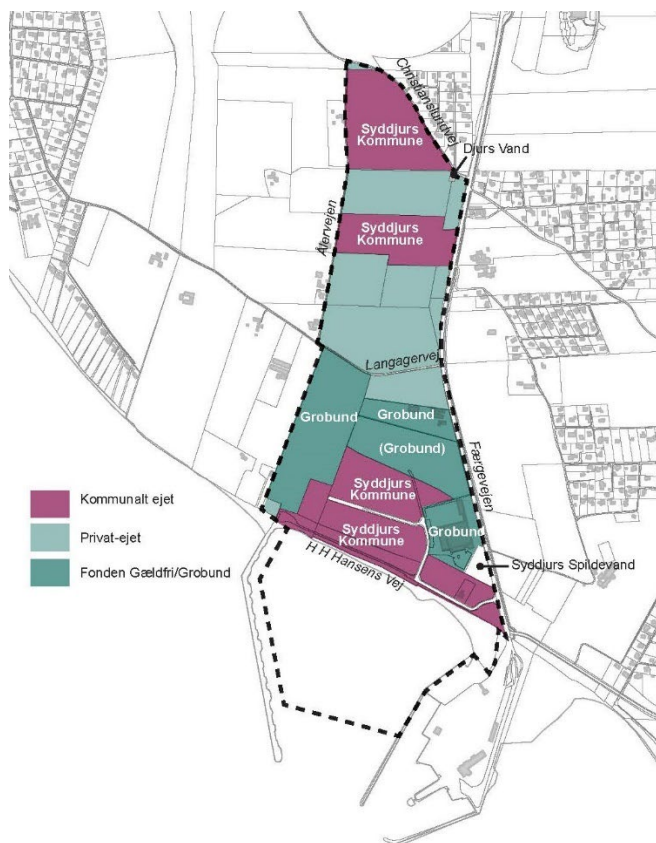 Christianslundvej
Syddjurs
Kommune
Djurs Vand
Ålervejen
Syddjurs
Kommune
Langagervej
Grobund
Grobund
(Grobund)
Færgevejen
Syddjurs
Kommune
Syddjurs
Kommune
Grobund
H H Hansens Vej
Syddjurs Spildevand
Kommunalt ejet
Privat-ejet
Fonden Gældfri/Grobund